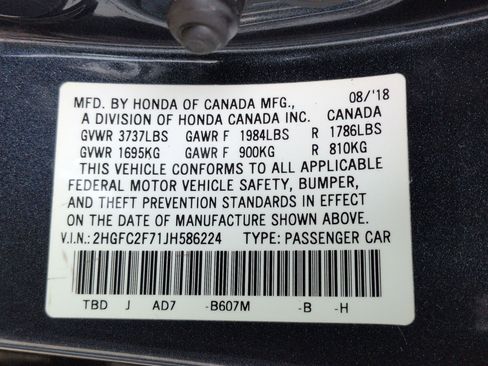 MFD. BY HONDA OF CANADA MFG., 08/'18
A DIVISION OF HONDA CANADA INC. CANADA
GVWR 3737LBS GAWR F 1984LBS R 1786LBS
GVWR 1695KG GAWR F 900KG R 810KG
THIS VEHICLE CONFORMS TO ALL APPLICABLE
FEDERAL MOTOR VEHICLE SAFETY, BUMPER,
AND THEFT PREVENTION STANDARDS IN EFFECT
ON THE DATE OF MANUFACTURE SHOWN ABOVE.
V.I.N.: 2HGFC2F71JH586224 TYPE: PASSENGER CAR
TBD J AD7 -B607M -B -H